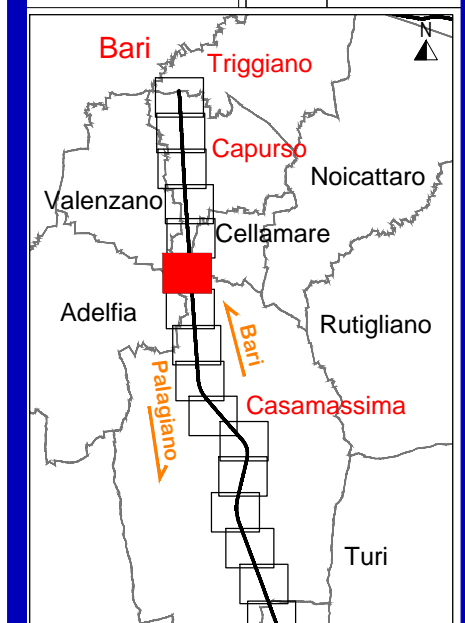 N
Bari
Triggiano
Capurso
Noicattaro
Valenzano
Cellamare
Adelfia
Rutigliano
Bari
Palagiano
Casamassima
Turi